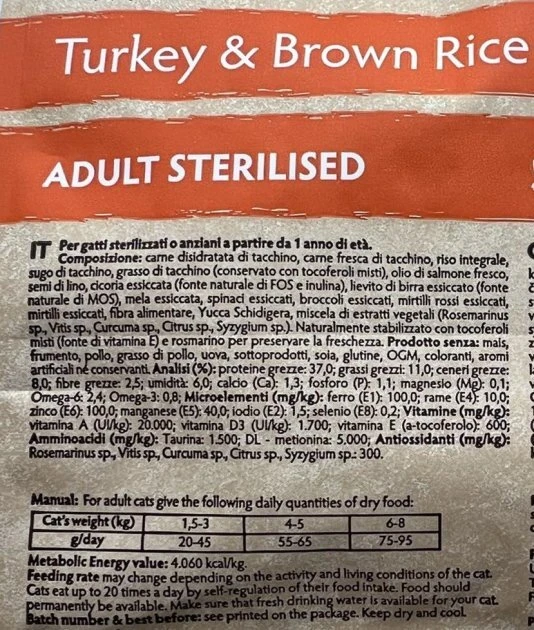 Turkey & Brown Rice
ADULT STERILISED
IT Per gatti sterilizzati o anziani a partire da 1 anno di età.
Composizione: carne disidratata di tacchino, carne fresca di tacchino, riso integrale,
sugo di tacchino, grasso di tacchino (conservato con tocoferoli misti), olio di salmone fresco,
semi di lino, cicoria essiccata (fonte naturale di FOS e inulina), lievito di birra essiccato (fonte
naturale di MOS), mela essiccata, spinaci essiccati, broccoli essiccati, mirtilli rossi essiccati,
mirtilli essiccati, fibra alimentare, Yucca Schidigera, miscela di estratti vegetali (Rosemarinus
sp., Vitis sp., Curcuma sp., Citrus sp., Syzygium sp.). Naturalmente stabilizzato con tocoferoli
misti (fonte di vitamina E) e rosmarino per preservare la freschezza. Prodotto senza: mais,
frumento, pollo, grasso di pollo, uova, sottoprodotti, soia, glutine, OGM, coloranti, aromi
artificiali né conservanti. Analisi (%): proteine grezze: 37,0; grassi grezzi: 11,0; ceneri grezze:
8,0; fibre grezze: 2,5; umidità: 6,0; calcio (Ca): 1,3; fosforo (P): 1,1; magnesio (Mg): 0,1;
Omega-6: 2,4; Omega-3: 0,8; Microelementi (mg/kg): ferro (E1): 100,0; rame (E4): 10,0;
zinco (E6): 100,0; manganese (E5): 40,0; iodio (E2): 1,5; selenio (E8): 0,2; Vitamine (mg/kg):
vitamina A (UI/kg): 20.000; vitamina D3 (UI/kg): 1.700; vitamina E (a-tocoferolo): 600;
Amminoacidi (mg/kg): Taurina: 1.500; DL - metionina: 5.000; Antiossidanti (mg/kg):
Rosemarinus sp., Vitis sp., Curcuma sp., Citrus sp., Syzygium sp.: 300.
Manual: For adult cats give the following daily quantities of dry food:
Cat's weight (kg) 1,5-3 4-5 6-8
g/day 20-45 55-65 75-95
Metabolic Energy value: 4.060 kcal/kg.
Feeding rate may change depending on the activity and living conditions of the cat.
Cats eat up to 20 times a day by self-regulation of their food intake. Food should
permanently be available. Make sure that fresh drinking water is available for your cat.
Batch number & best before: see printed on the package. Keep dry and cool.